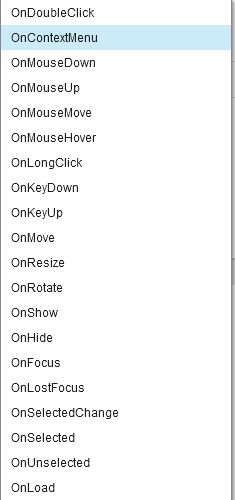 OnDoubleClick
OnContextMenu
OnMouseDown
OnMouseUp
OnMouseMove
OnMouseHover
OnLongClick
OnKeyDown
OnKeyUp
OnMove
OnResize
OnRotate
OnShow
OnHide
OnFocus
OnLostFocus
OnSelectedChange
OnSelected
OnUnselected
OnLoad